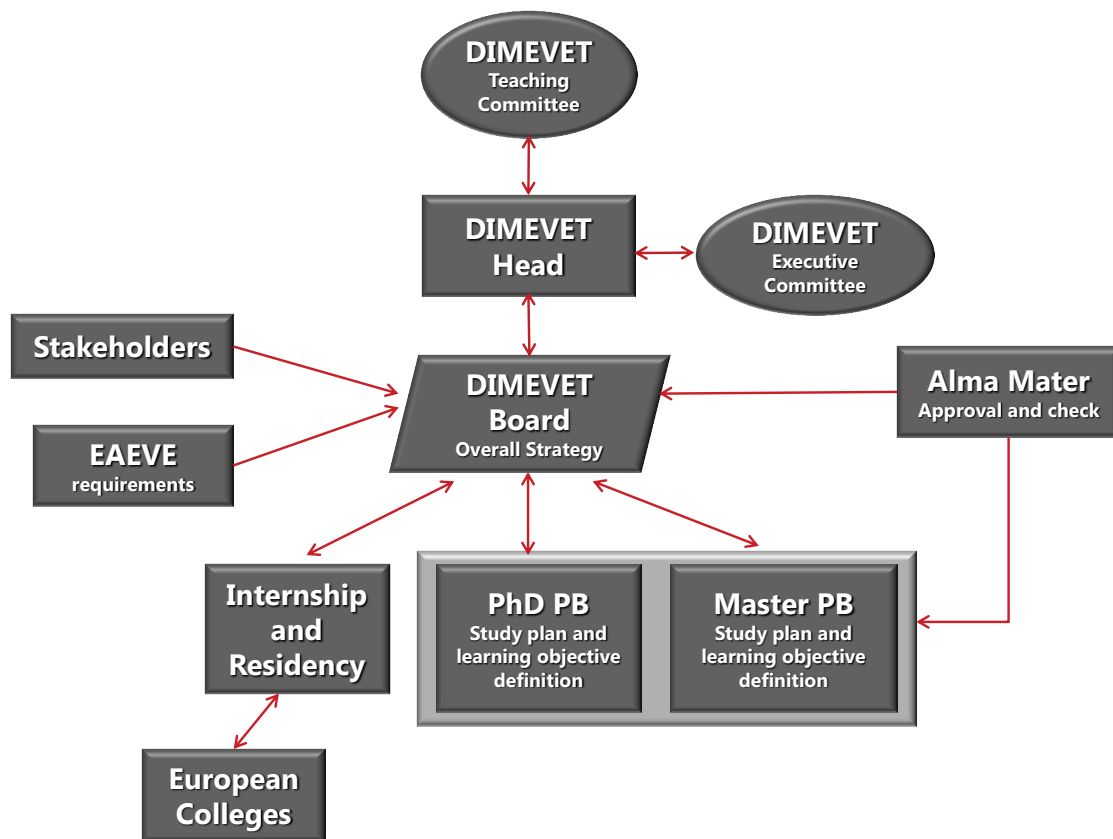 DIMEVET
Teaching
Committee
DIMEVET
Head
DIMEVET
Executive
Committee
Stakeholders
DIMEVET
Board
Overall Strategy
Alma Mater
Approval and check
EAEVE
requirements
Internship
and
Residency
PhD PB
Study plan and
learning objective
definition
Master PB
Study plan and
learning objective
definition
European
Colleges